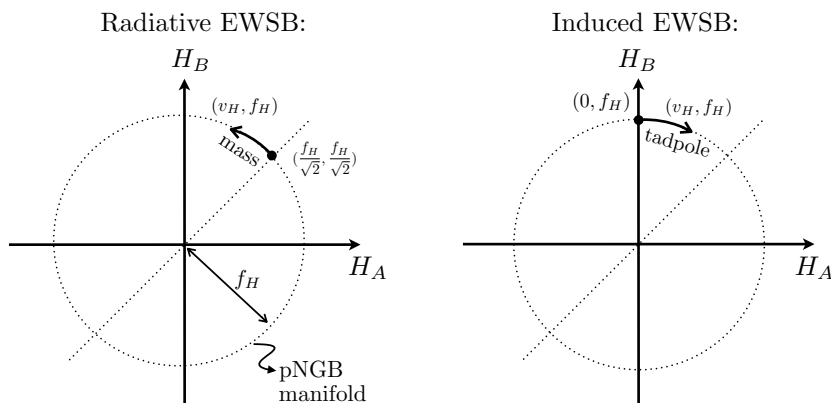 Radiative EWSB:
H_B
(v_H, f_H)
mass
(f_H/√2, f_H/√2)
H_A
f_H
pNGB
manifold
Induced EWSB:
H_B
(0, f_H)
(v_H, f_H)
tadpole
H_A